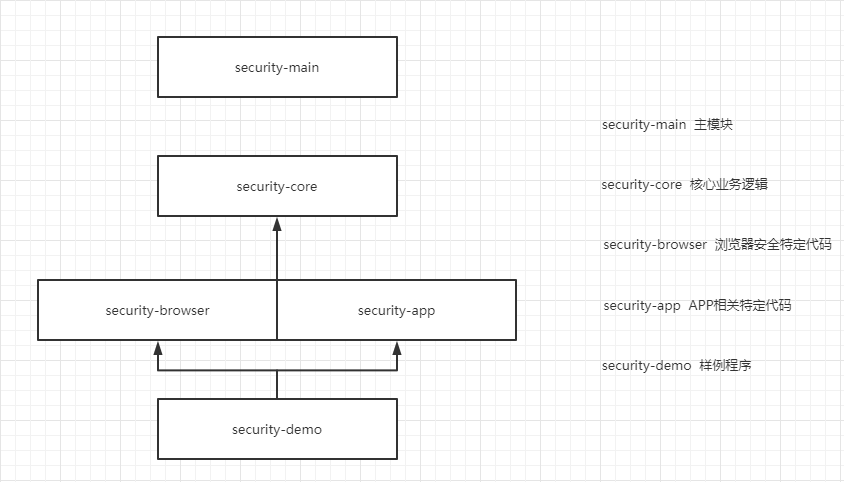 security-main
security-core
security-browser
security-app
security-demo
security-main 主模块
security-core 核心业务逻辑
security-browser 浏览器安全特定代码
security-app APP相关特定代码
security-demo 样例程序